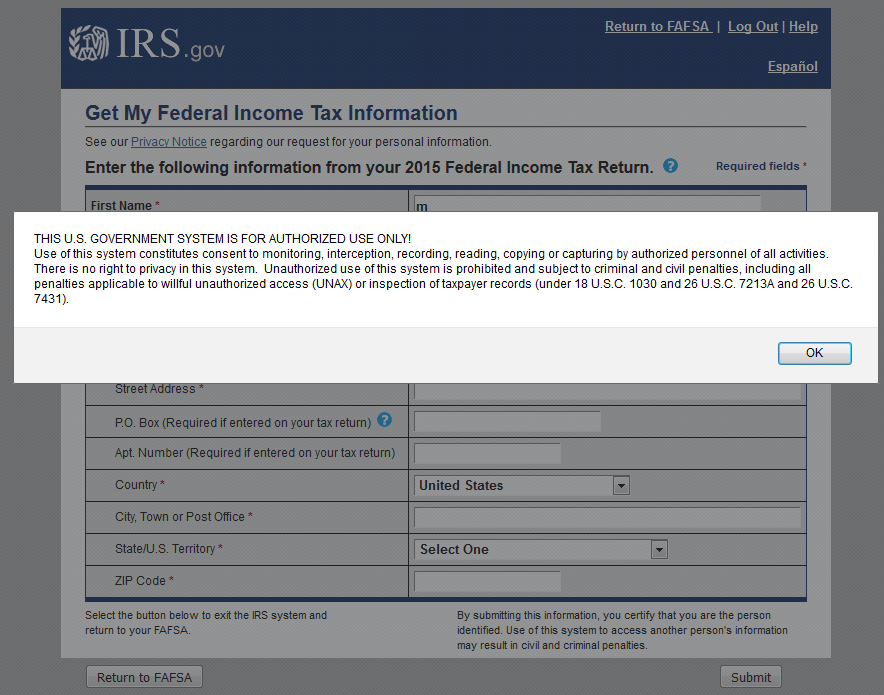 IRS.gov
Return to FAFSA | Log Out | Help
Español
Get My Federal Income Tax Information
See our Privacy Notice regarding our request for your personal information.
Enter the following information from your 2015 Federal Income Tax Return. ?
Required fields *
First Name *
m
THIS U.S. GOVERNMENT SYSTEM IS FOR AUTHORIZED USE ONLY!
Use of this system constitutes consent to monitoring, interception, recording, reading, copying or capturing by authorized personnel of all activities.
There is no right to privacy in this system. Unauthorized use of this system is prohibited and subject to criminal and civil penalties, including all
penalties applicable to willful unauthorized access (UNAX) or inspection of taxpayer records (under 18 U.S.C. 1030 and 26 U.S.C. 7213A and 26 U.S.C.
7431).
OK
Street Address *
P.O. Box (Required if entered on your tax return) ?
Apt. Number (Required if entered on your tax return)
Country *
United States
City, Town or Post Office *
State/U.S. Territory *
Select One
ZIP Code *
Select the button below to exit the IRS system and
return to your FAFSA.
By submitting this information, you certify that you are the person
identified. Use of this system to access another person's information
may result in civil and criminal penalties.
Return to FAFSA
Submit